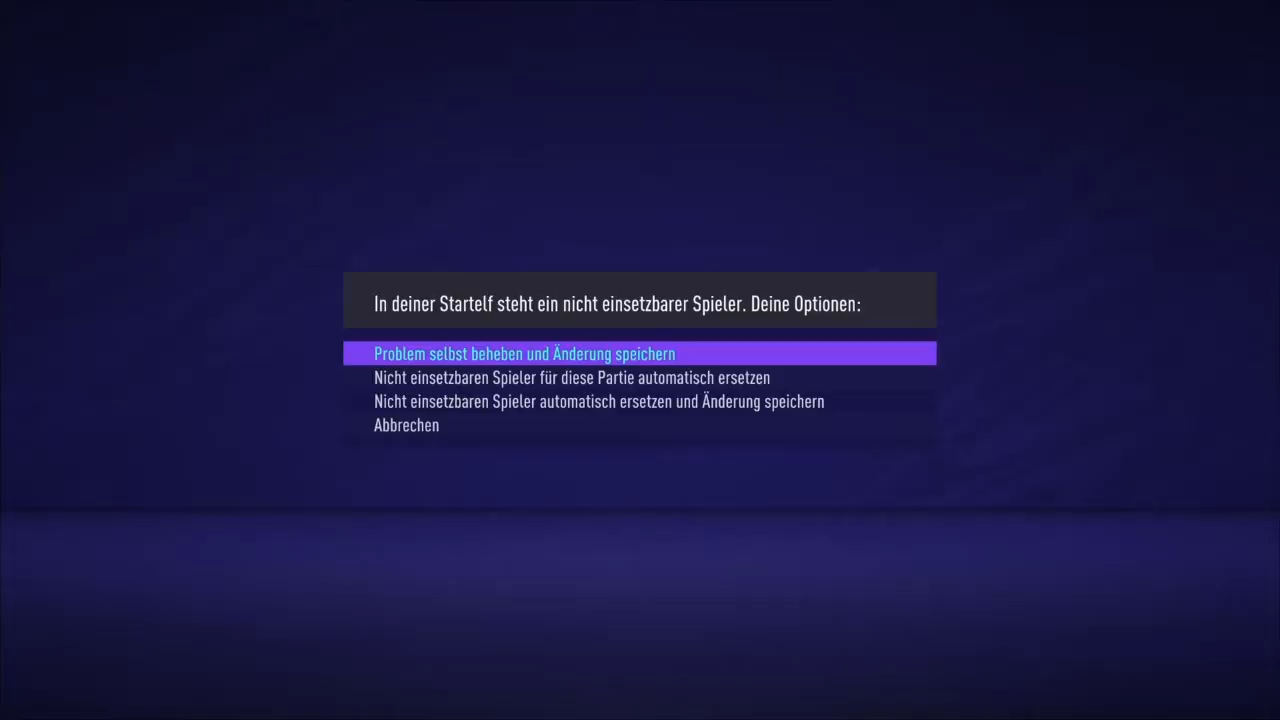 In deiner Startelf steht ein nicht einsetzbarer Spieler. Deine Optionen:
Problem selbst beheben und Änderung speichern
Nicht einsetzbaren Spieler für diese Partie automatisch ersetzen
Nicht einsetzbaren Spieler automatisch ersetzen und Änderung speichern
Abbrechen